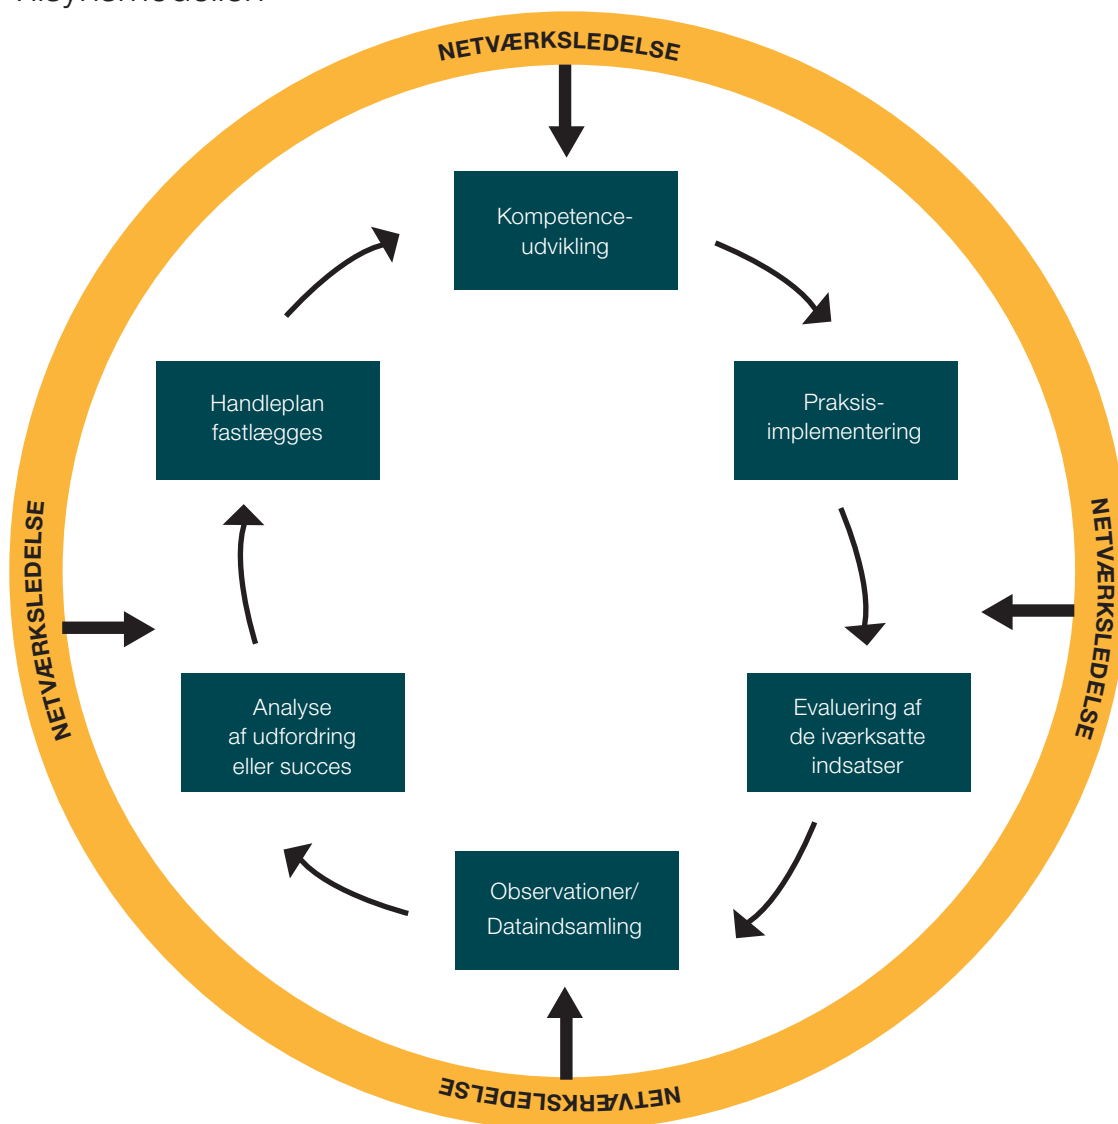 Tilsynsmodellen
NETVÆRKSLEDELSE
Kompetence-
udvikling
Praksis-
implementering
NETVÆRKSLEDELSE
Evaluering af
de iværksatte
indsatser
Observationer/
Dataindsamling
NETVÆRKSLEDELSE
Analyse
af udfordring
eller succes
NETVÆRKSLEDELSE
Handleplan
fastlægges